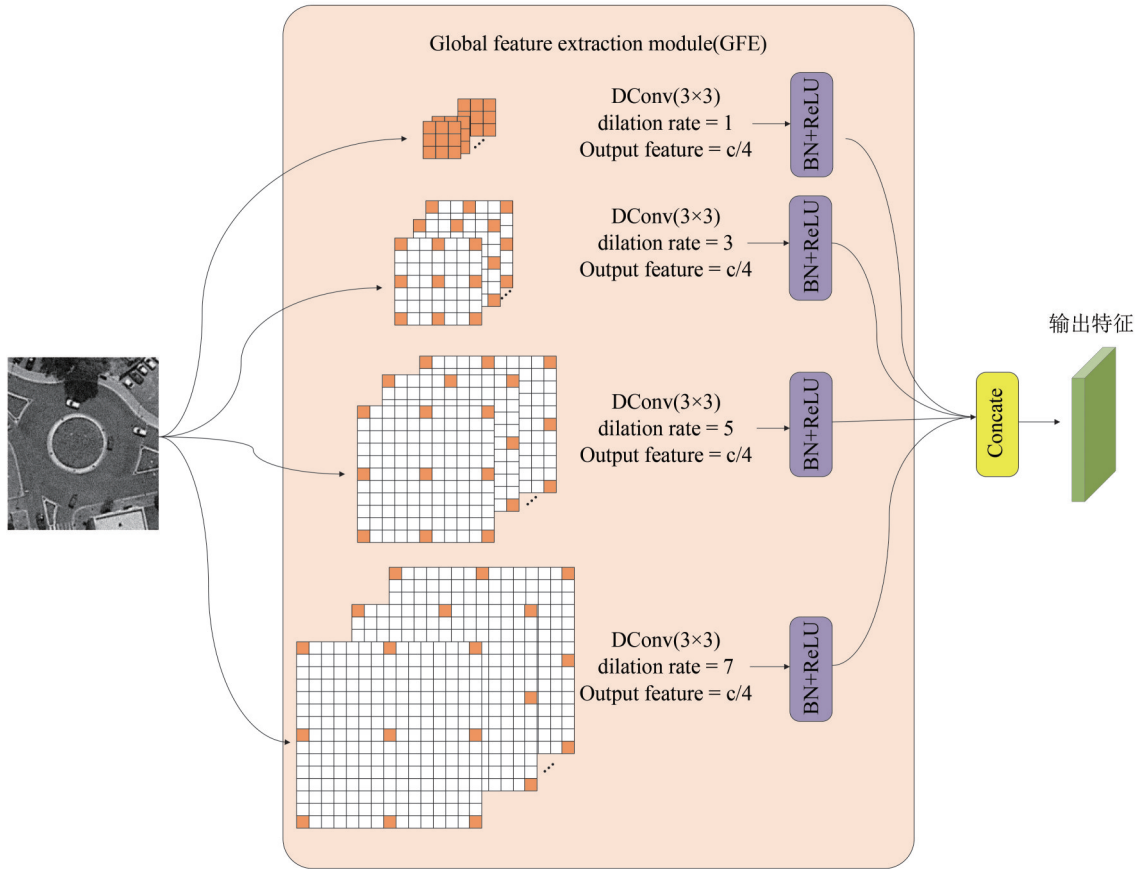 Global feature extraction module(GFE)
DConv(3×3)
dilation rate = 1
Output feature = c/4
BN+ReLU
DConv(3×3)
dilation rate = 3
Output feature = c/4
BN+ReLU
DConv(3×3)
dilation rate = 5
Output feature = c/4
BN+ReLU
DConv(3×3)
dilation rate = 7
Output feature = c/4
BN+ReLU
Concate
输出特征